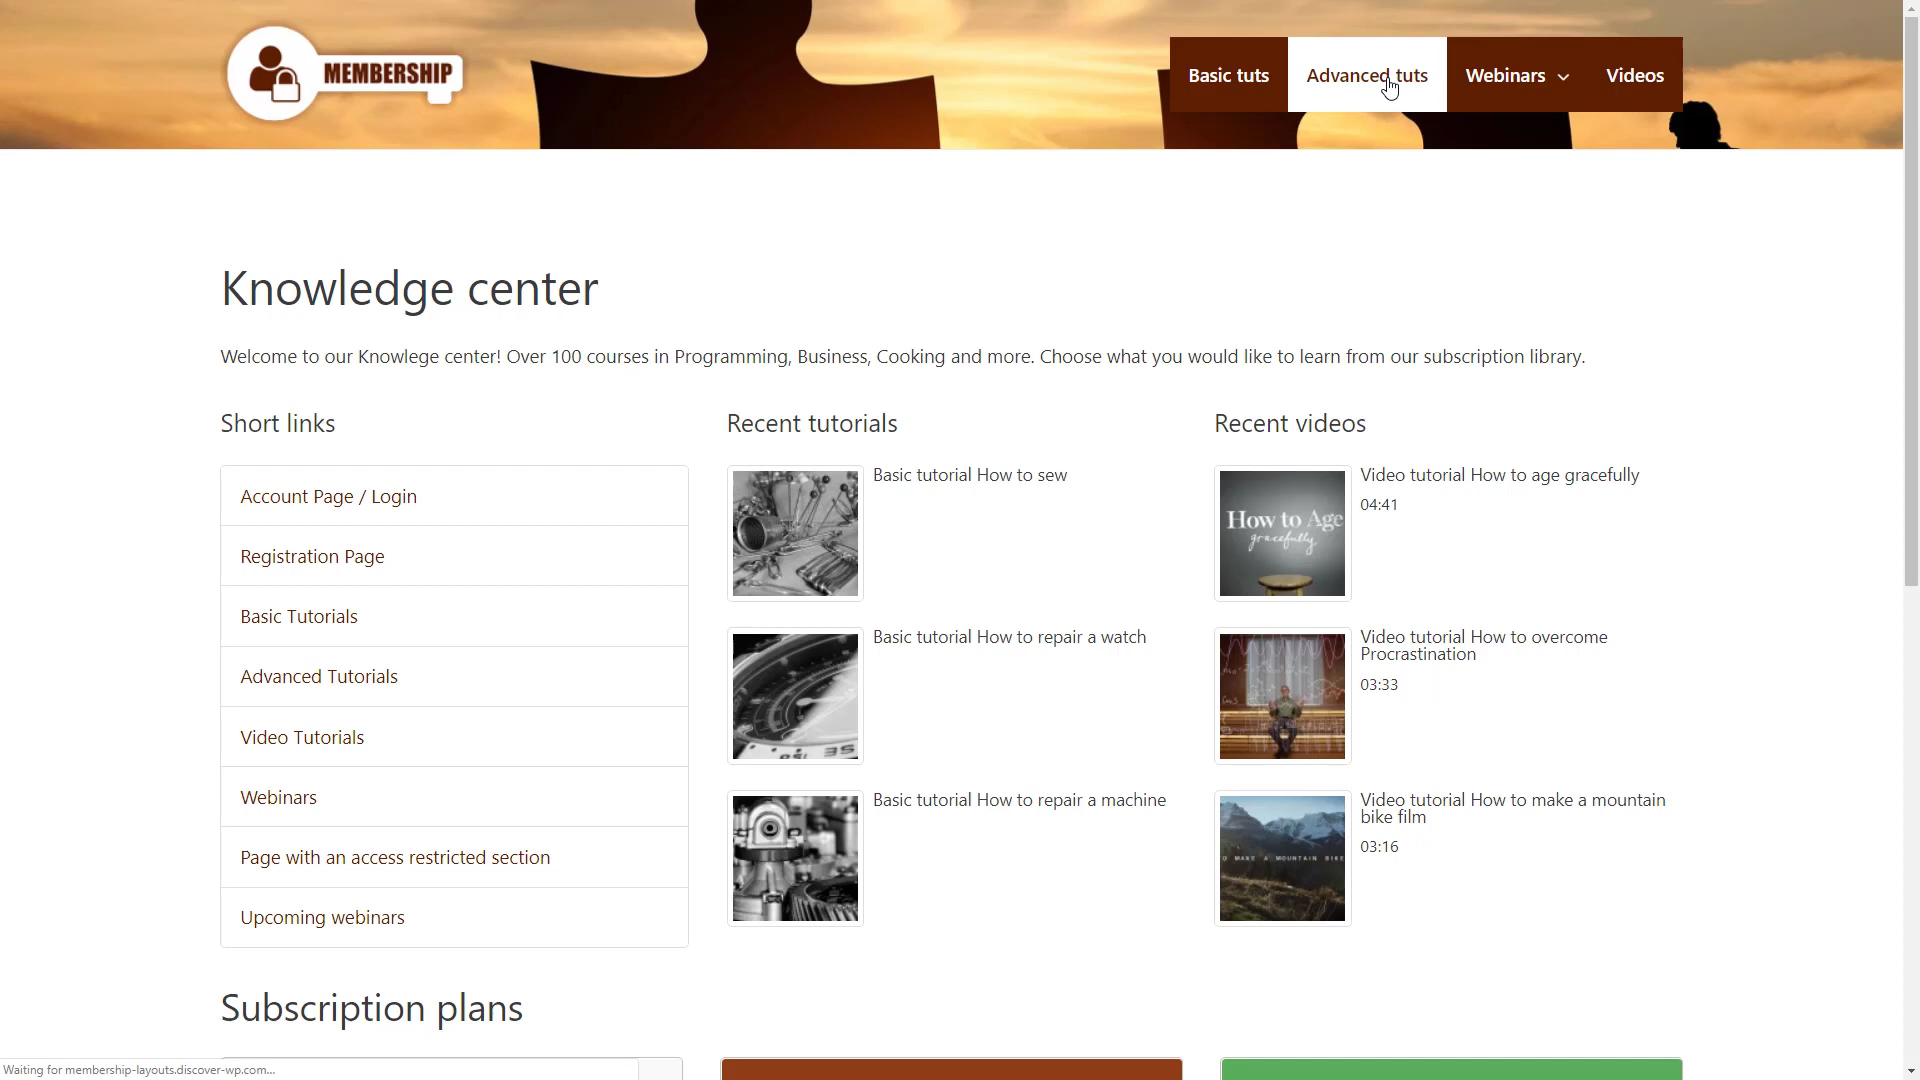 MEMBERSHIP
Basic tuts
Advanced tuts
Webinars
Videos
Knowledge center
Welcome to our Knowlege center! Over 100 courses in Programming, Business, Cooking and more. Choose what you would like to learn from our subscription library.
Short links
Account Page / Login
Registration Page
Basic Tutorials
Advanced Tutorials
Video Tutorials
Webinars
Page with an access restricted section
Upcoming webinars
Recent tutorials
Basic tutorial How to sew
Basic tutorial How to repair a watch
Basic tutorial How to repair a machine
Recent videos
How to Age
gracefully
Video tutorial How to age gracefully
04:41
Video tutorial How to overcome
Procrastination
03:33
O MAKE A MOUNTAIN BIKE
Video tutorial How to make a mountain
bike film
03:16
Subscription plans
Waiting for membership-layouts.discover-wp.com...